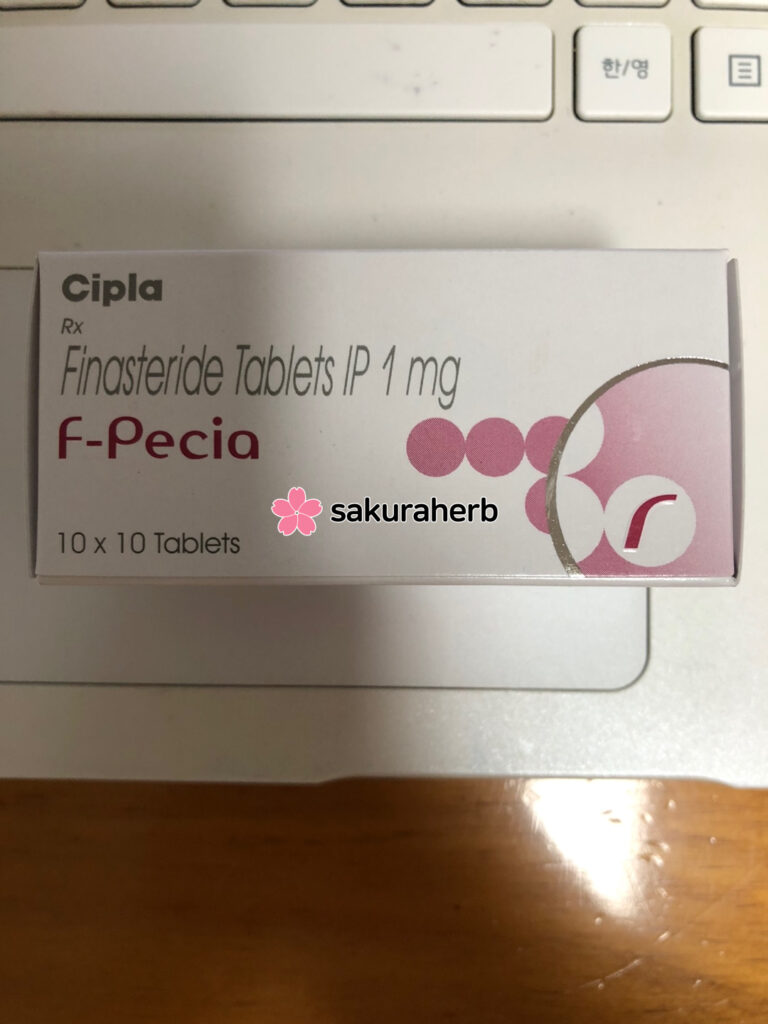 한/영
Cipla
Rx
Finasteride Tablets IP 1 mg
F-Pecia
sakuraherb
10 x 10 Tablets